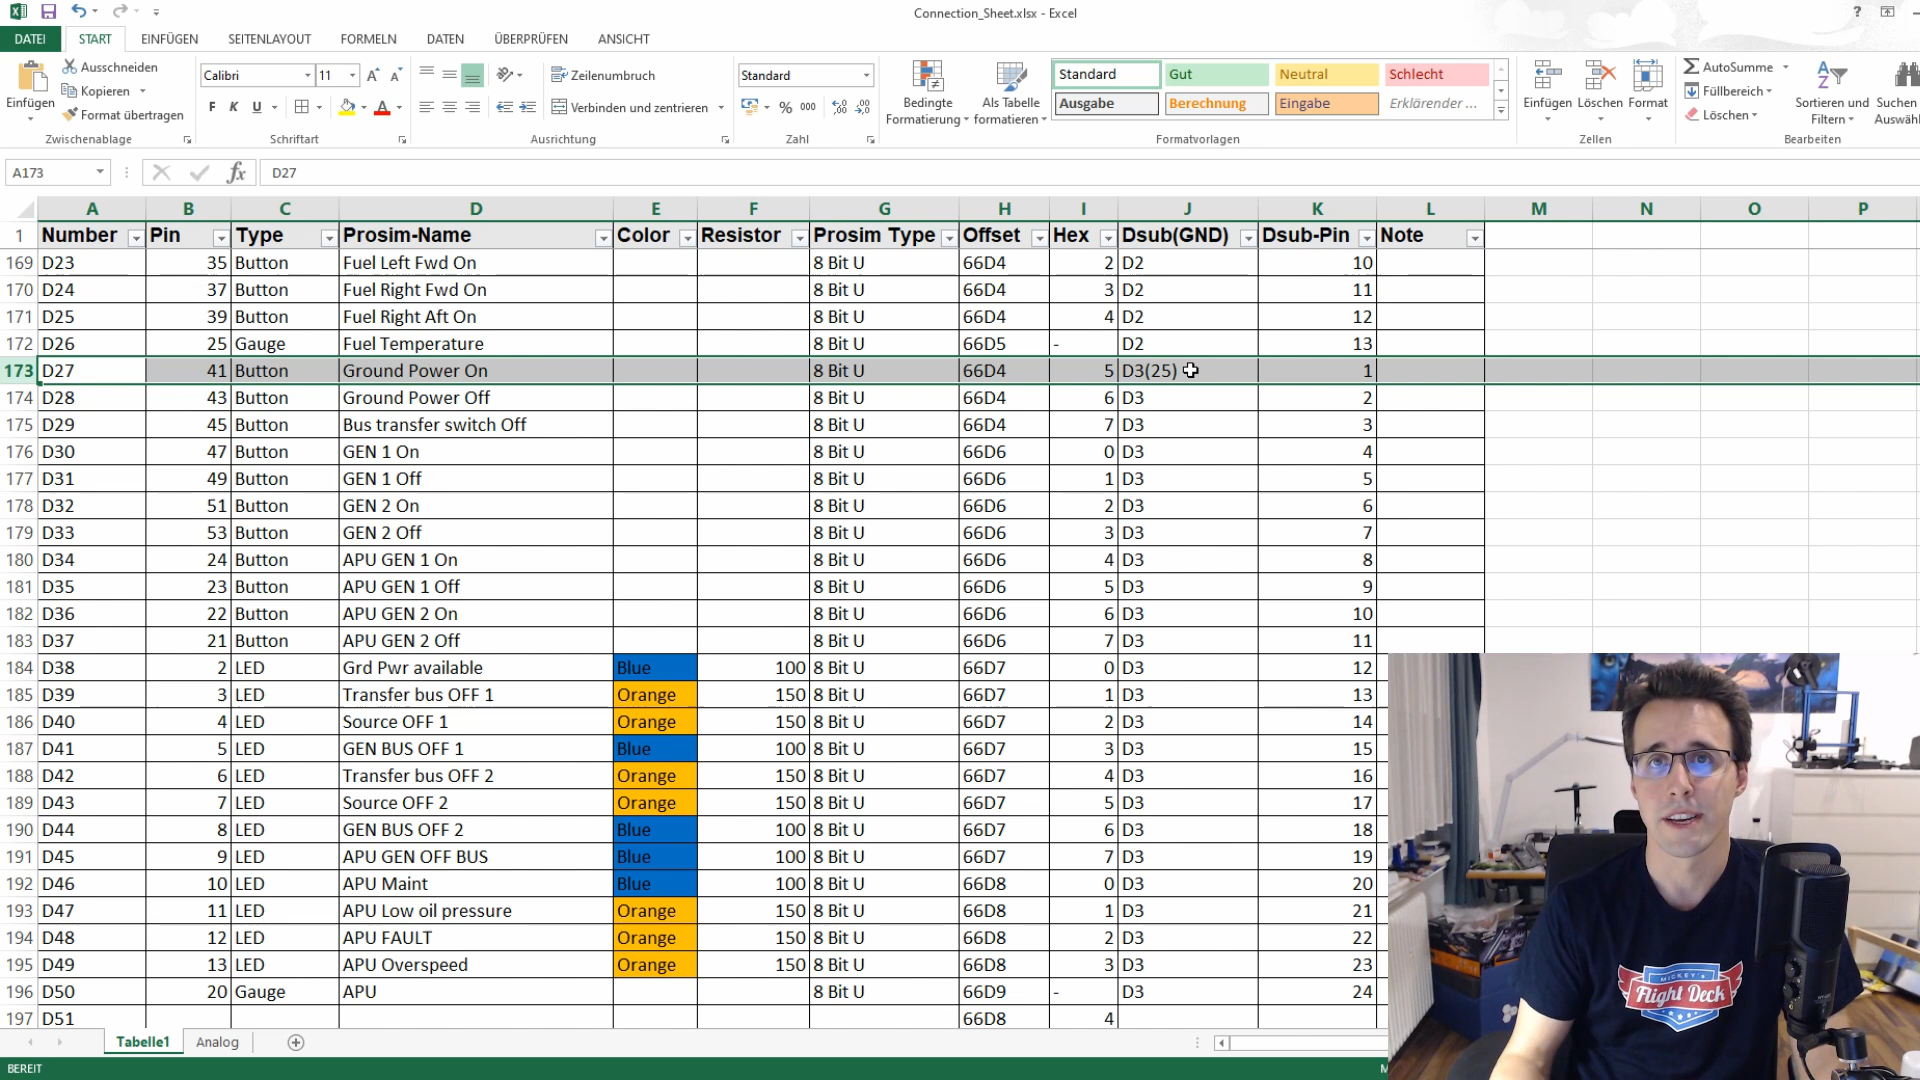 Connection_Sheet.xlsx - Excel
DATEI START EINFÜGEN SEITENLAYOUT FORMELN DATEN ÜBERPRÜFEN ANSICHT
Einfügen
Ausschneiden
Kopieren
Format übertragen
Zwischenablage
Calibri 11
F K U
Schriftart
Zeilenumbruch
Verbinden und zentrieren
Ausrichtung
Standard
% 000
Zahl
Bedingte Formatierung
Als Tabelle formatieren
Standard Gut Neutral Schlecht
Ausgabe Berechnung Eingabe Erklärender ...
Formatvorlagen
Einfügen Löschen Format
Zellen
AutoSumme
Füllbereich
Löschen
Sortieren und Filtern
Suchen
Bearbeiten
A173 fx D27
A B C D E F G H I J K L M N O P
1 Number Pin Type Prosim-Name Color Resistor Prosim Type Offset Hex Dsub(GND) Dsub-Pin Note
169 D23 35 Button Fuel Left Fwd On 8 Bit U 66D4 2 D2 10
170 D24 37 Button Fuel Right Fwd On 8 Bit U 66D4 3 D2 11
171 D25 39 Button Fuel Right Aft On 8 Bit U 66D4 4 D2 12
172 D26 25 Gauge Fuel Temperature 8 Bit U 66D5 - D2 13
173 D27 41 Button Ground Power On 8 Bit U 66D4 5 D3(25) 1
174 D28 43 Button Ground Power Off 8 Bit U 66D4 6 D3 2
175 D29 45 Button Bus transfer switch Off 8 Bit U 66D4 7 D3 3
176 D30 47 Button GEN 1 On 8 Bit U 66D6 0 D3 4
177 D31 49 Button GEN 1 Off 8 Bit U 66D6 1 D3 5
178 D32 51 Button GEN 2 On 8 Bit U 66D6 2 D3 6
179 D33 53 Button GEN 2 Off 8 Bit U 66D6 3 D3 7
180 D34 24 Button APU GEN 1 On 8 Bit U 66D6 4 D3 8
181 D35 23 Button APU GEN 1 Off 8 Bit U 66D6 5 D3 9
182 D36 22 Button APU GEN 2 On 8 Bit U 66D6 6 D3 10
183 D37 21 Button APU GEN 2 Off 8 Bit U 66D6 7 D3 11
184 D38 2 LED Grd Pwr available Blue 100 8 Bit U 66D7 0 D3 12
185 D39 3 LED Transfer bus OFF 1 Orange 150 8 Bit U 66D7 1 D3 13
186 D40 4 LED Source OFF 1 Orange 150 8 Bit U 66D7 2 D3 14
187 D41 5 LED GEN BUS OFF 1 Blue 100 8 Bit U 66D7 3 D3 15
188 D42 6 LED Transfer bus OFF 2 Orange 150 8 Bit U 66D7 4 D3 16
189 D43 7 LED Source OFF 2 Orange 150 8 Bit U 66D7 5 D3 17
190 D44 8 LED GEN BUS OFF 2 Blue 100 8 Bit U 66D7 6 D3 18
191 D45 9 LED APU GEN OFF BUS Blue 100 8 Bit U 66D7 7 D3 19
192 D46 10 LED APU Maint Blue 100 8 Bit U 66D8 0 D3 20
193 D47 11 LED APU Low oil pressure Orange 150 8 Bit U 66D8 1 D3 21
194 D48 12 LED APU FAULT Orange 150 8 Bit U 66D8 2 D3 22
195 D49 13 LED APU Overspeed Orange 150 8 Bit U 66D8 3 D3 23
196 D50 20 Gauge APU 8 Bit U 66D9 - D3 24
197 D51 66D8 4
Tabelle1 Analog
BEREIT
MICKEY'S
Flight Deck